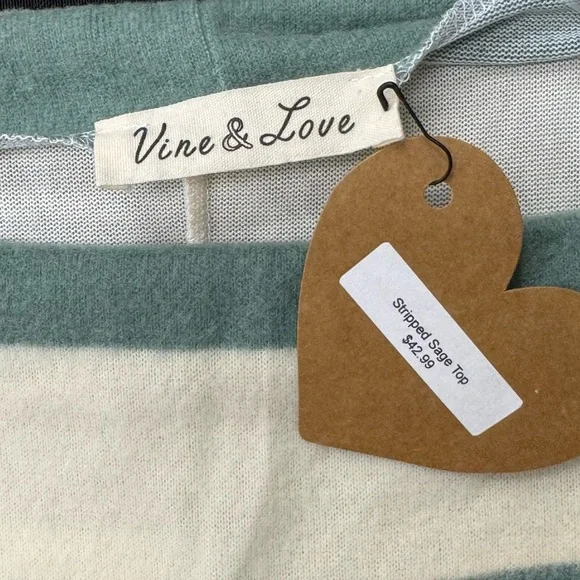 Vine & Love
Stripped Sage Top
$42.99